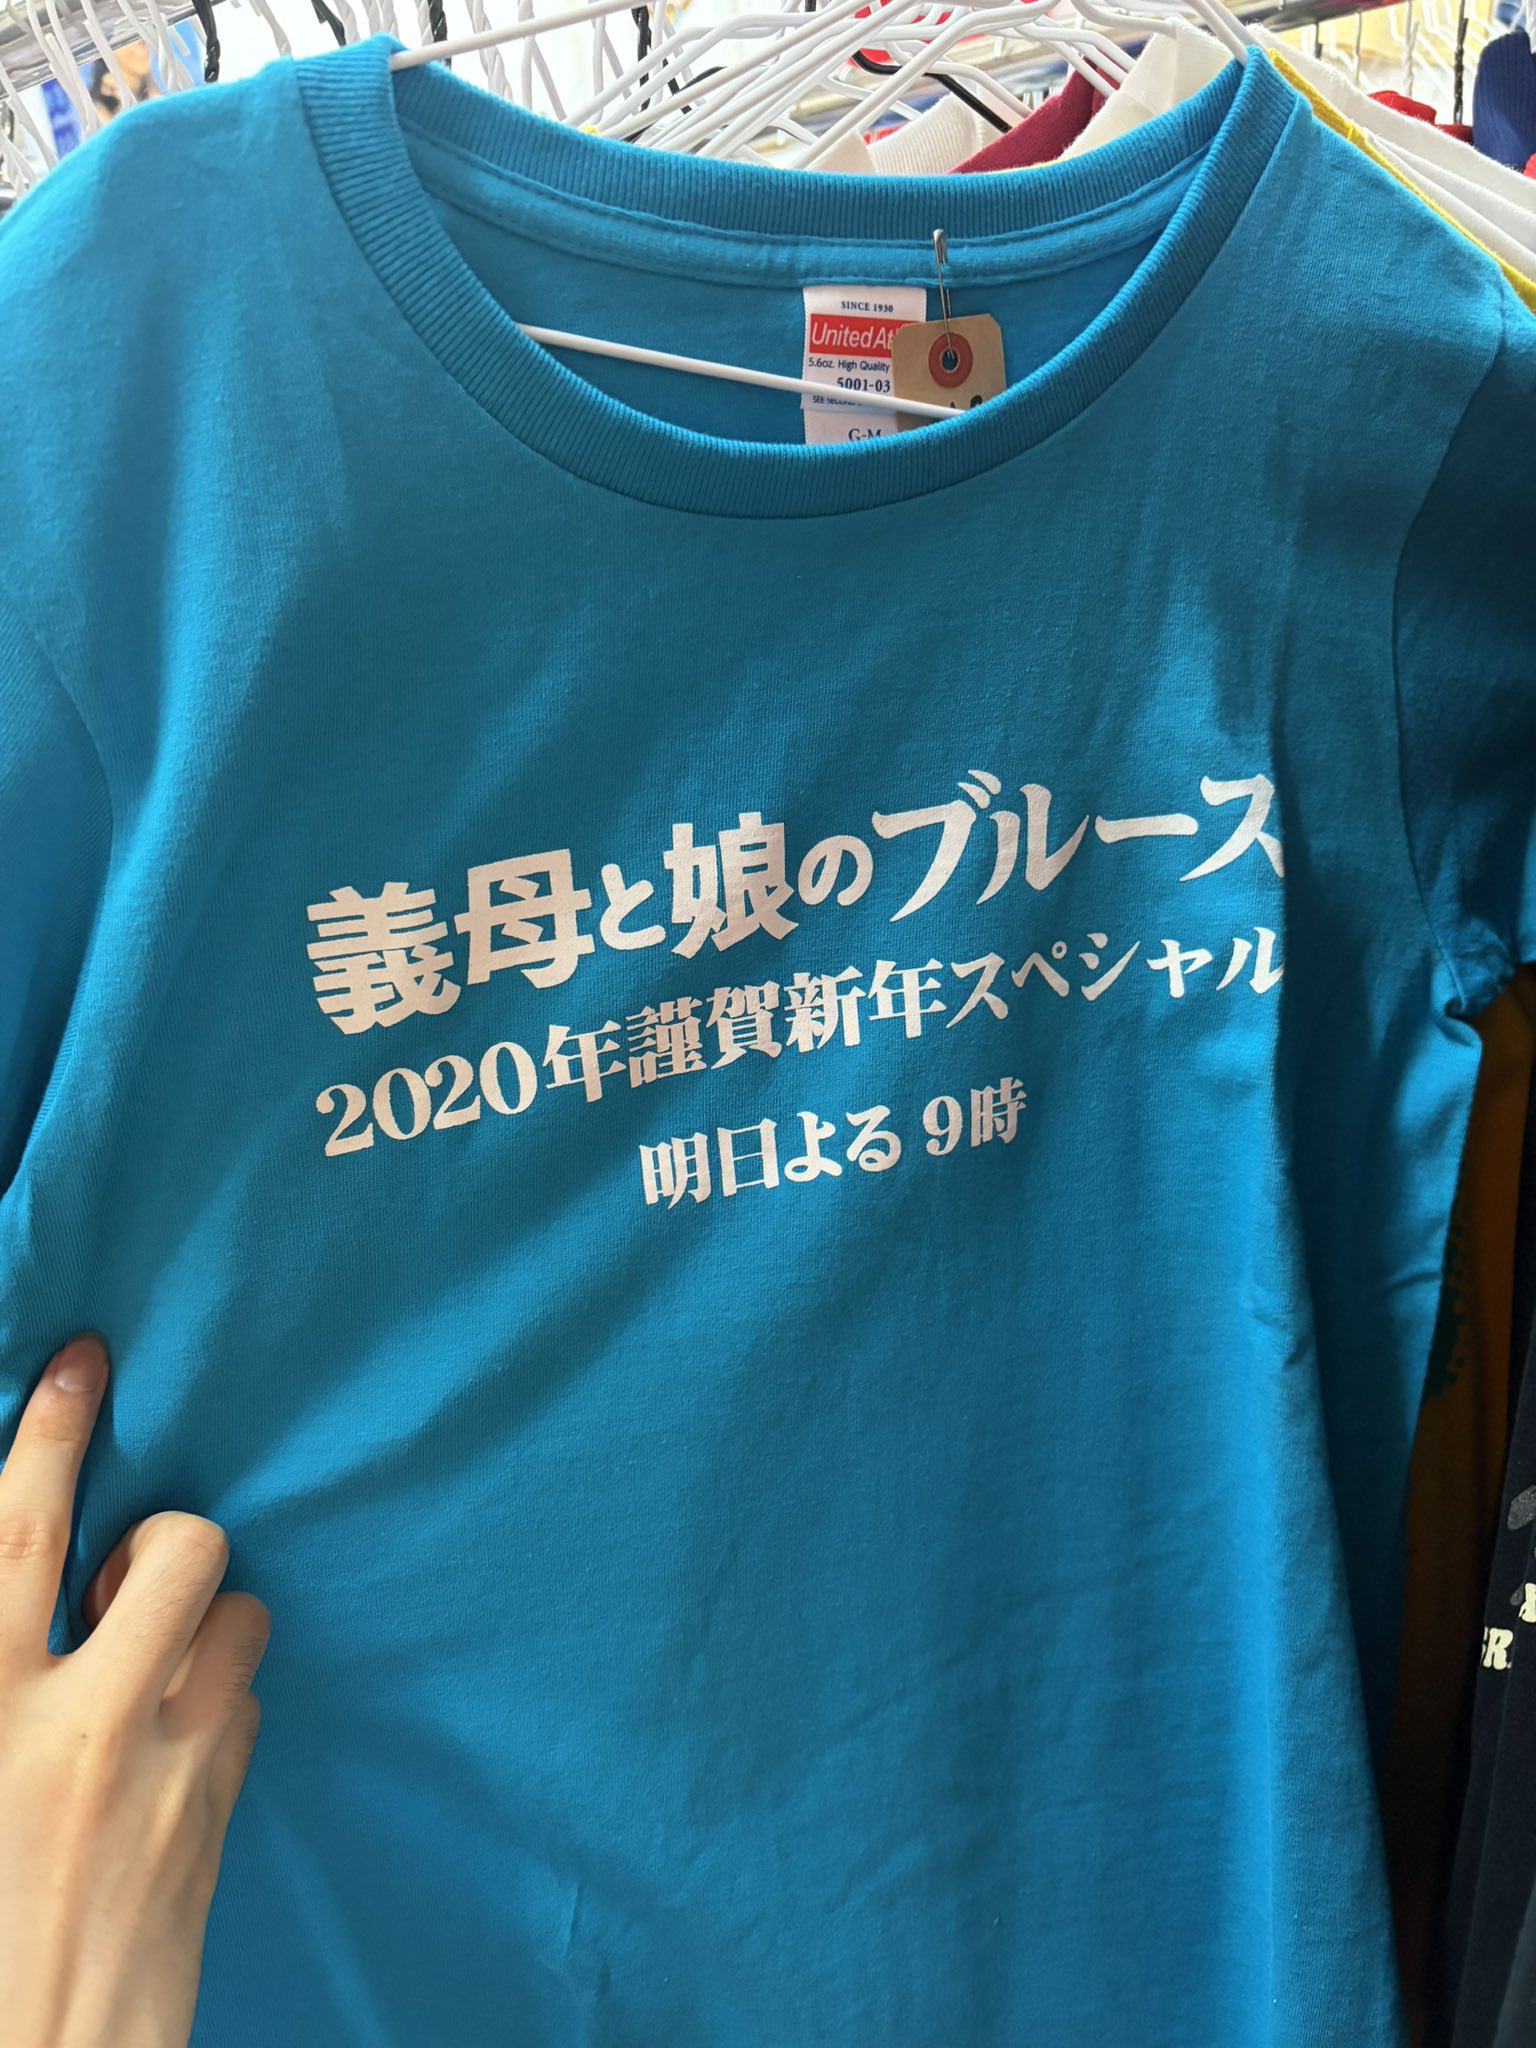 SINCE 1930
United
5.6oz. High Quality
5001-03
G-M
義母と娘のブルース
2020年謹賀新年スペシャル
明日よる 9時